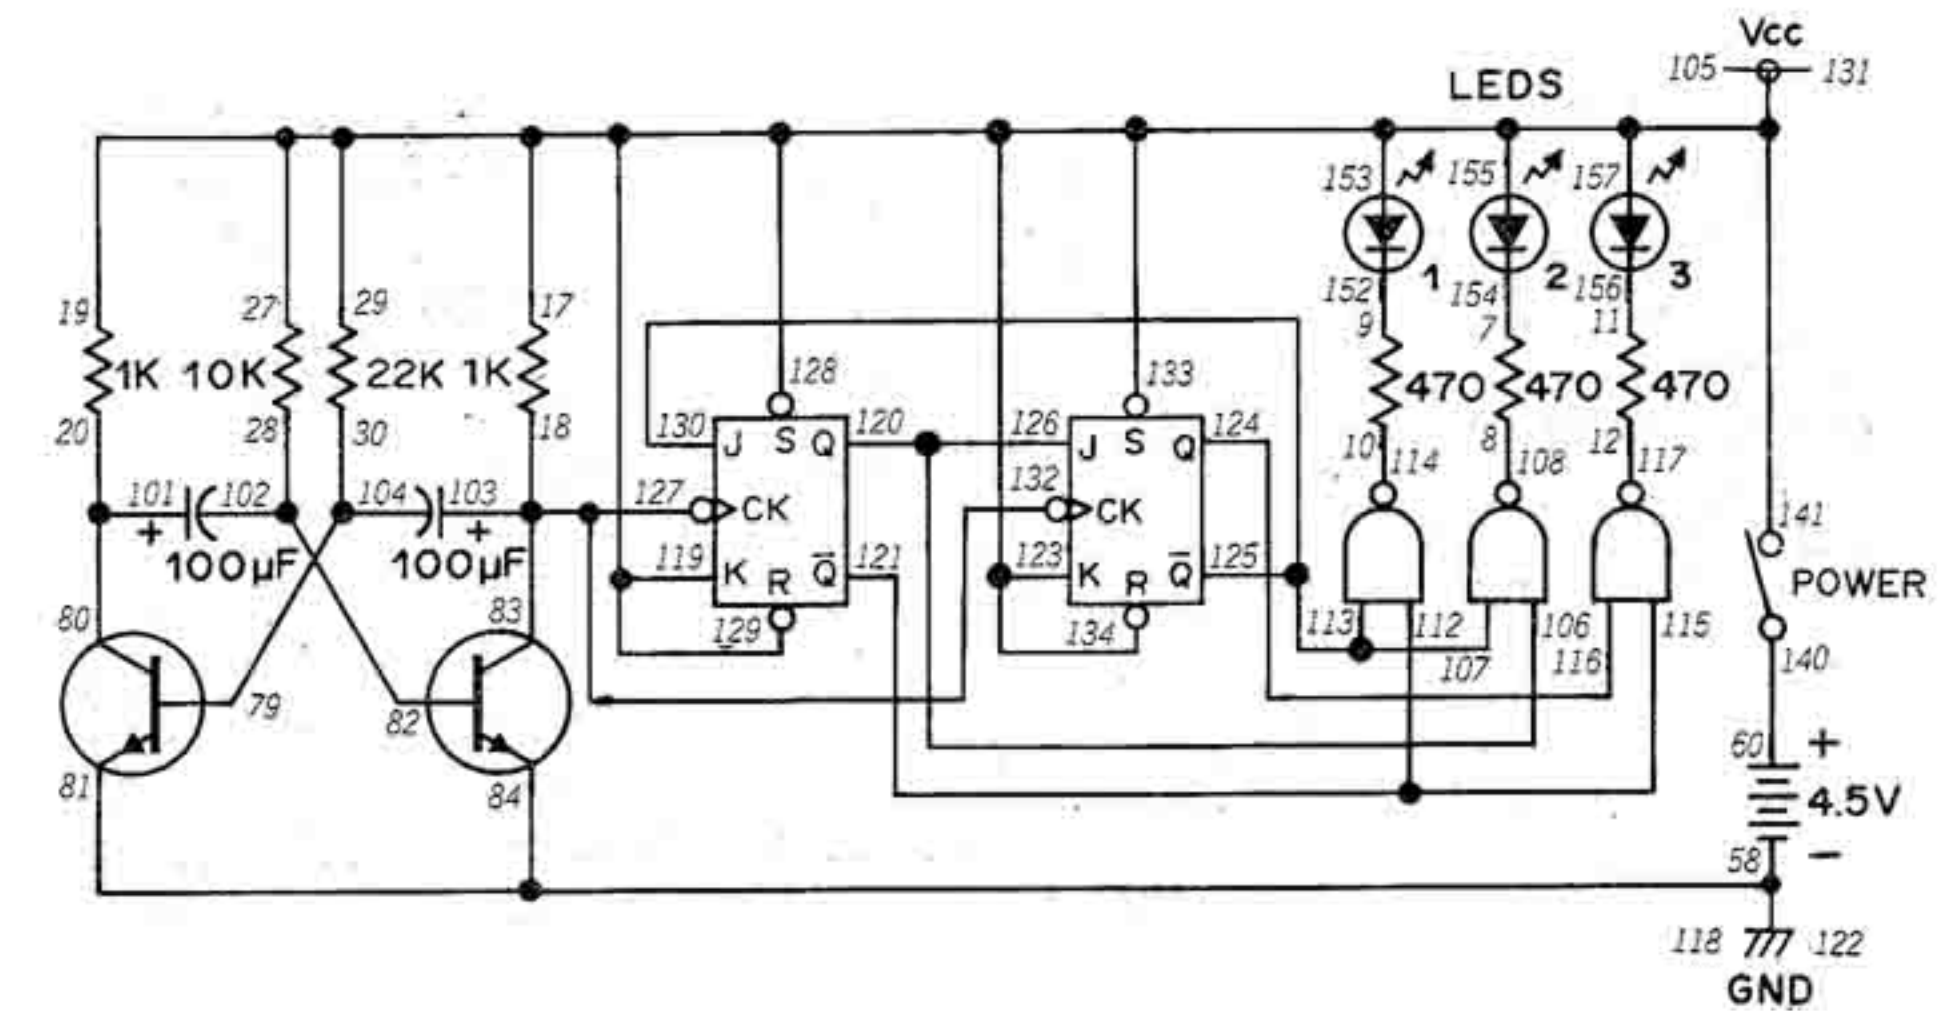 Vcc
105 131
LEDS
153 155 157
1 2 3
152 154 156
19 27 29 17 9 7 11
1K 10K 22K 1K 470 470 470
20 28 30 18
128 133
130 J S Q 120 126 J S Q 124
10 114 8 108 12 117
101 102 104 103 127 CK 132 CK
+ +
100µF 100µF
119 K R Q̄ 121 123 K R Q̄ 125
141
POWER
140
80 83 129 134
113 112 107 106 116 115
79 82
81 84
60 +
4.5V
58 −
118 122
GND